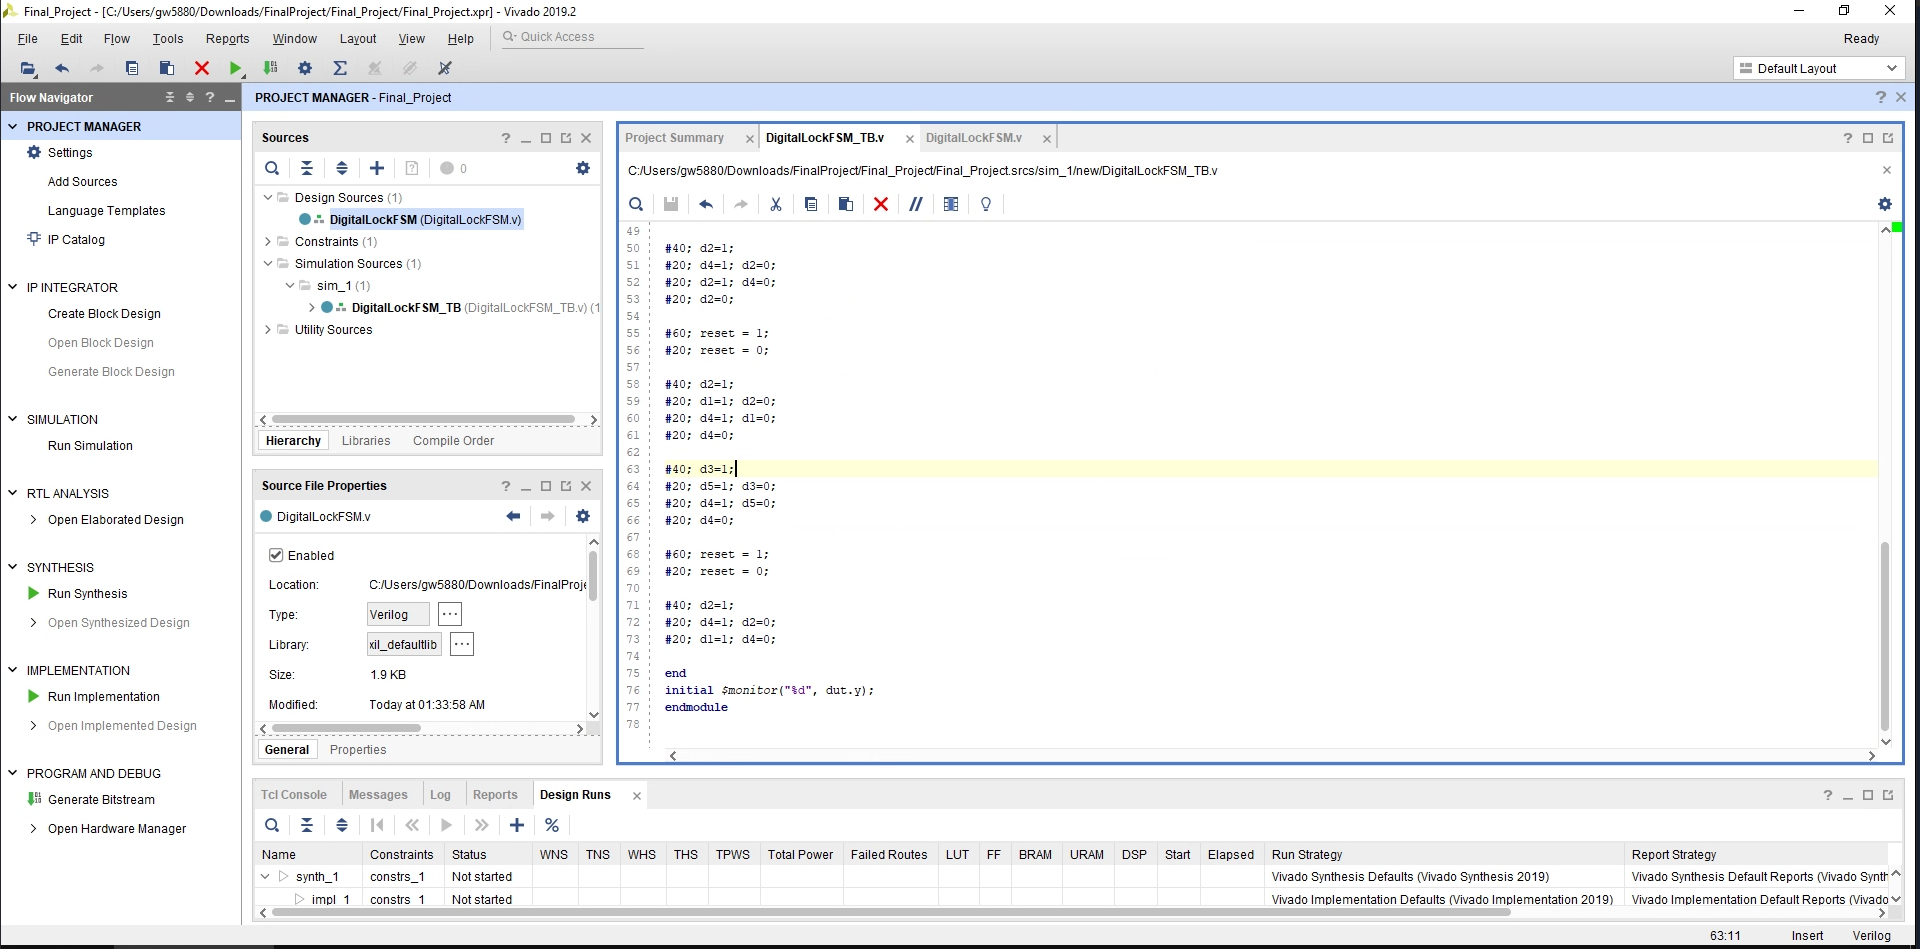 Final_Project - [C:/Users/gw5880/Downloads/FinalProject/Final_Project/Final_Project.xpr] - Vivado 2019.2
File Edit Flow Tools Reports Window Layout View Help Quick Access
Ready
Default Layout
Flow Navigator
PROJECT MANAGER
Settings
Add Sources
Language Templates
IP Catalog
IP INTEGRATOR
Create Block Design
Open Block Design
Generate Block Design
SIMULATION
Run Simulation
RTL ANALYSIS
Open Elaborated Design
SYNTHESIS
Run Synthesis
Open Synthesized Design
IMPLEMENTATION
Run Implementation
Open Implemented Design
PROGRAM AND DEBUG
Generate Bitstream
Open Hardware Manager
PROJECT MANAGER - Final_Project
Sources
0
Design Sources (1)
DigitalLockFSM (DigitalLockFSM.v)
Constraints (1)
Simulation Sources (1)
sim_1 (1)
DigitalLockFSM_TB (DigitalLockFSM_TB.v) (1
Utility Sources
Hierarchy Libraries Compile Order
Source File Properties
DigitalLockFSM.v
Enabled
Location: C:/Users/gw5880/Downloads/FinalProje
Type: Verilog ...
Library: xil_defaultlib ...
Size: 1.9 KB
Modified: Today at 01:33:58 AM
General Properties
Project Summary DigitalLockFSM_TB.v DigitalLockFSM.v
C:/Users/gw5880/Downloads/FinalProject/Final_Project/Final_Project.srcs/sim_1/new/DigitalLockFSM_TB.v
49
50 #40; d2=1;
51 #20; d4=1; d2=0;
52 #20; d2=1; d4=0;
53 #20; d2=0;
54
55 #60; reset = 1;
56 #20; reset = 0;
57
58 #40; d2=1;
59 #20; d1=1; d2=0;
60 #20; d4=1; d1=0;
61 #20; d4=0;
62
63 #40; d3=1;
64 #20; d5=1; d3=0;
65 #20; d4=1; d5=0;
66 #20; d4=0;
67
68 #60; reset = 1;
69 #20; reset = 0;
70
71 #40; d2=1;
72 #20; d4=1; d2=0;
73 #20; d1=1; d4=0;
74
75 end
76 initial $monitor("%d", dut.y);
77 endmodule
78
Tcl Console Messages Log Reports Design Runs
Name Constraints Status WNS TNS WHS THS TPWS Total Power Failed Routes LUT FF BRAM URAM DSP Start Elapsed Run Strategy Report Strategy
synth_1 constrs_1 Not started Vivado Synthesis Defaults (Vivado Synthesis 2019) Vivado Synthesis Default Reports (Vivado Synth
impl_1 constrs_1 Not started Vivado Implementation Defaults (Vivado Implementation 2019) Vivado Implementation Default Reports (Vivado
63:11 Insert Verilog